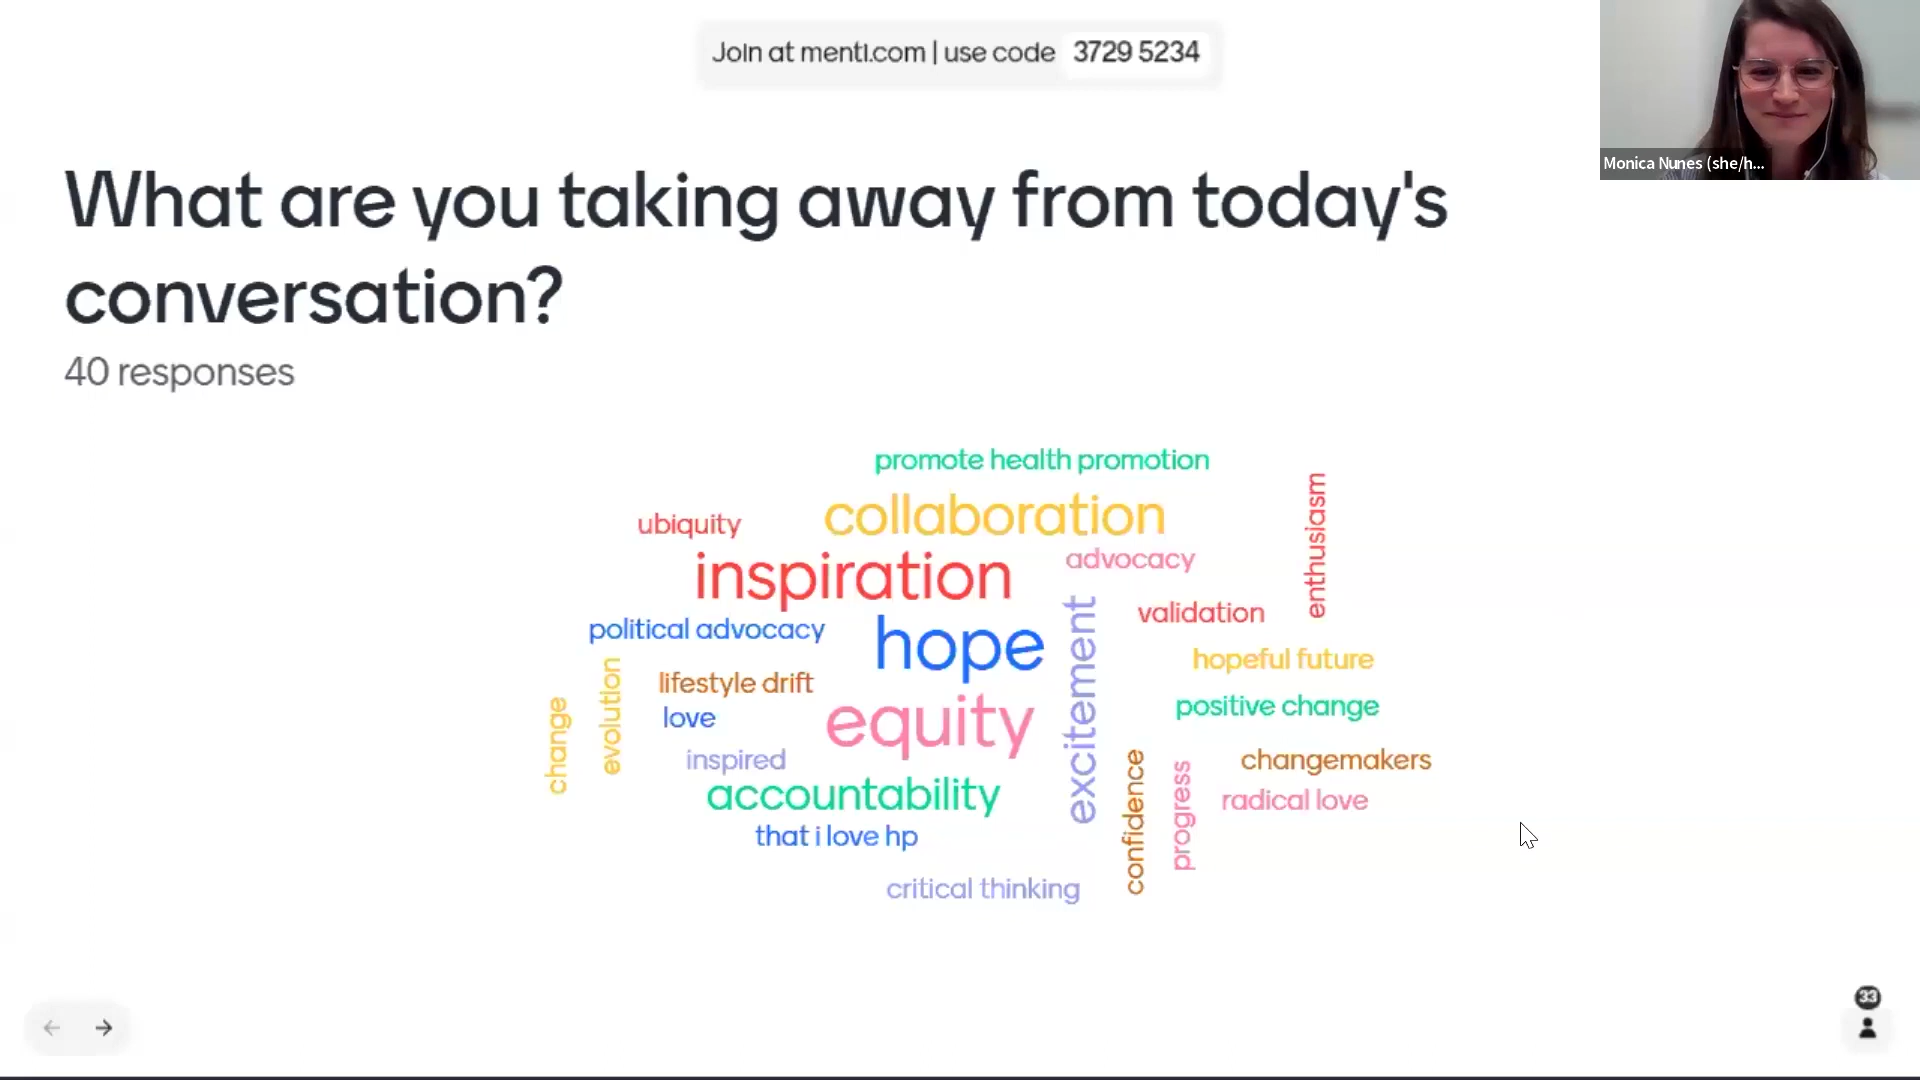 Join at menti.com | use code 3729 5234
Monica Nunes (she/h...
What are you taking away from today's
conversation?
40 responses
promote health promotion
collaboration
enthusiasm
ubiquity
advocacy
inspiration
validation
political advocacy
hope
excitement
hopeful future
lifestyle drift
evolution
change
love
equity
positive change
inspired
changemakers
accountability
confidence
progress
radical love
that i love hp
critical thinking
33